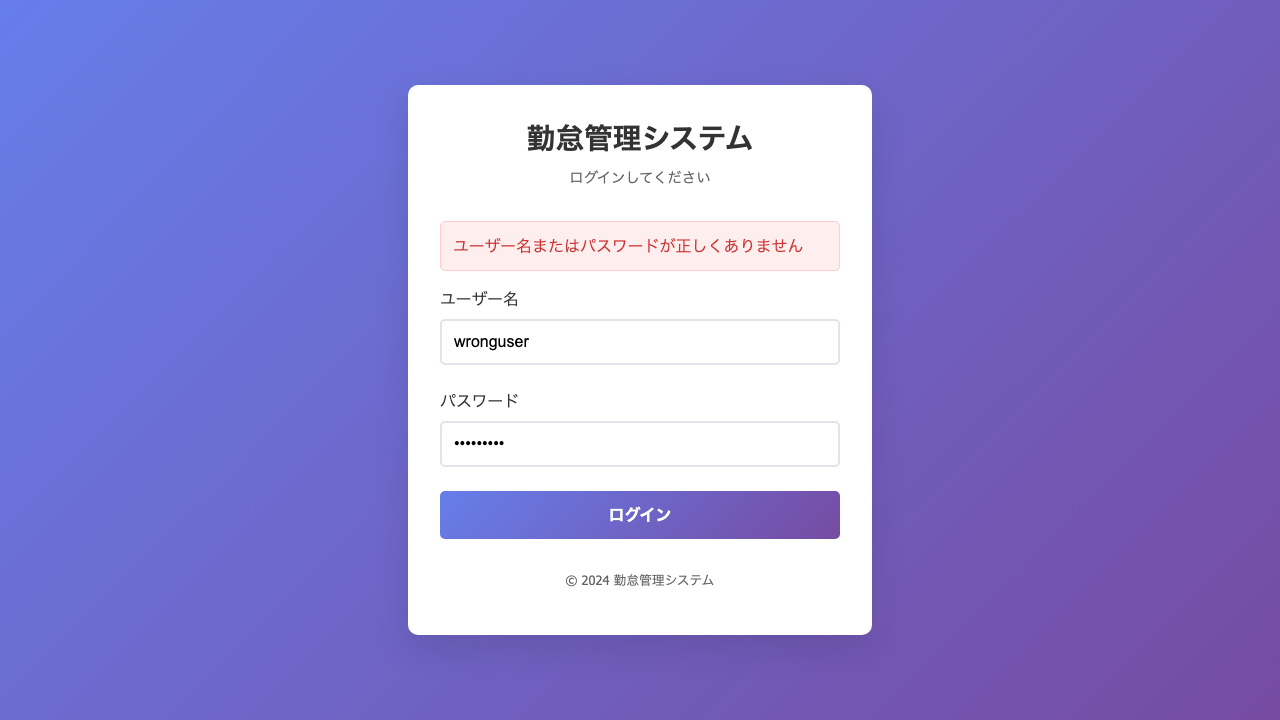 勤怠管理システム
ログインしてください
ユーザー名またはパスワードが正しくありません
ユーザー名
wronguser
パスワード
•••••••••
ログイン
© 2024 勤怠管理システム